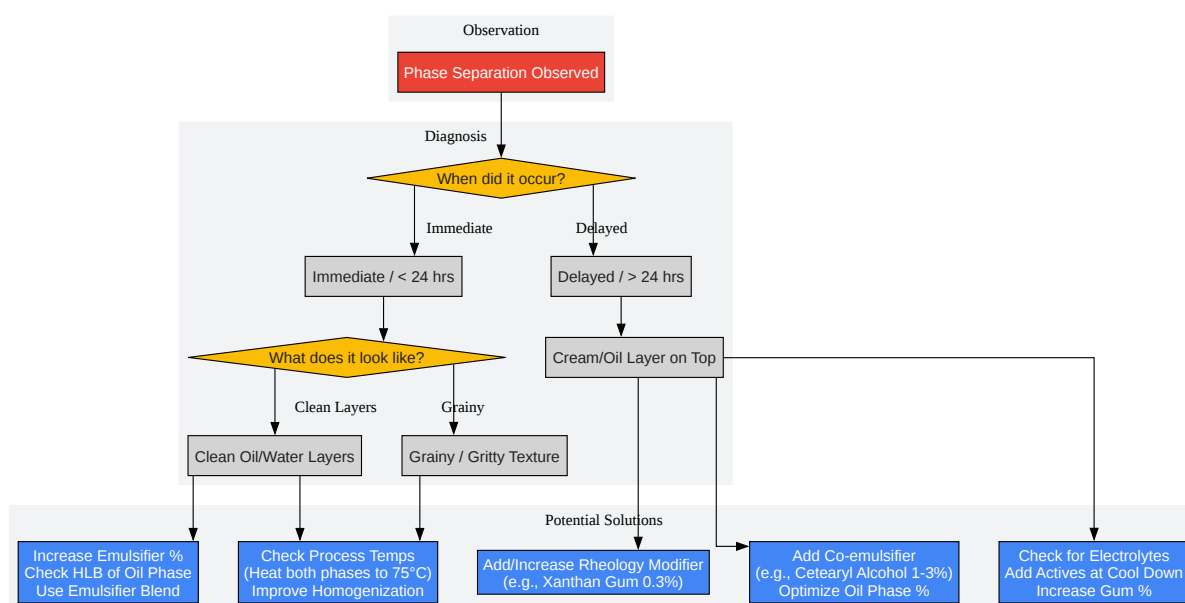 Observation
Phase Separation Observed
Diagnosis
When did it occur?
Immediate
Delayed
Immediate / < 24 hrs
Delayed / > 24 hrs
What does it look like?
Cream/Oil Layer on Top
Clean Layers
Grainy
Clean Oil/Water Layers
Grainy / Gritty Texture
Potential Solutions
Increase Emulsifier %
Check HLB of Oil Phase
Use Emulsifier Blend
Check Process Temps
(Heat both phases to 75°C)
Improve Homogenization
Add/Increase Rheology Modifier
(e.g., Xanthan Gum 0.3%)
Add Co-emulsifier
(e.g., Cetearyl Alcohol 1-3%)
Optimize Oil Phase %
Check for Electrolytes
Add Actives at Cool Down
Increase Gum %